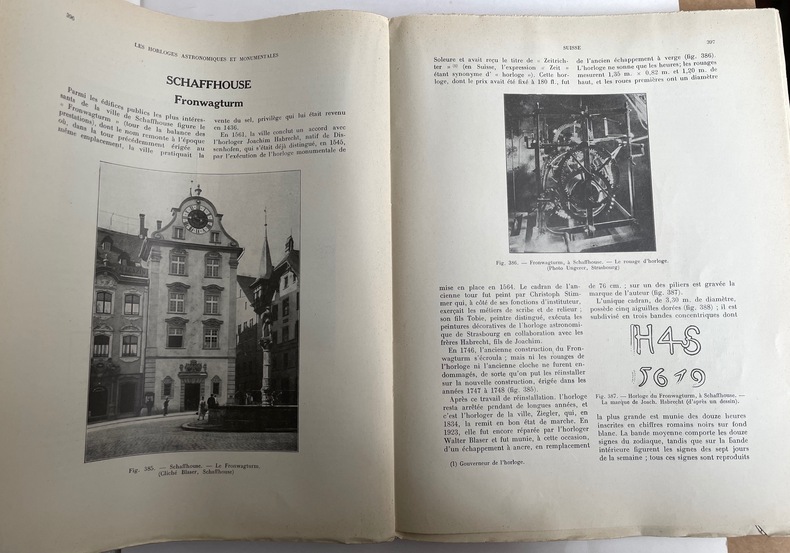 396
LES HORLOGES ASTRONOMIQUES ET MONUMENTALES
SCHAFFHOUSE
Fronwagturm
Parmi les édifices publics les plus intéres-
sants de la ville de Schaffhouse figure le
« Fronwagturm » (tour de la balance des
prestations), dont le nom remonte à l'époque
où, dans la tour précédemment érigée au
même emplacement, la ville pratiquait la
vente du sel, privilège qui lui était revenu
en 1436.
En 1561, la ville conclut un accord avec
l'horloger Joachim Habrecht, natif de Dis-
senhofen, qui s'était déjà distingué, en 1545,
par l'exécution de l'horloge monumentale de
Fig. 385. — Schaffhouse. — Le Fronwagturm.
(Cliché Blaser, Schaffhouse)
SUISSE
397
Soleure et avait reçu le titre de « Zeitrich-
ter » (1) (en Suisse, l'expression « Zeit »
étant synonyme d' « horloge »). Cette hor-
loge, dont le prix avait été fixé à 180 fl., fut
de l'ancien échappement à verge (fig. 386).
L'horloge ne sonne que les heures; les rouages
mesurent 1,35 m. × 0,82 m. et 1,20 m. de
haut, et les roues premières ont un diamètre
Fig. 386. — Fronwagturm, à Schaffhouse. — Le rouage d'horloge.
(Photo Ungerer, Strasbourg)
mise en place en 1564. Le cadran de l'an-
cienne tour fut peint par Christoph Stim-
mer qui, à côté de ses fonctions d'instituteur,
exerçait les métiers de scribe et de relieur ;
son fils Tobie, peintre distingué, exécuta les
peintures décoratives de l'horloge astronomi-
que de Strasbourg en collaboration avec les
frères Habrecht, fils de Joachim.
En 1746, l'ancienne construction du Fron-
wagturm s'écroula ; mais ni les rouages de
l'horloge ni l'ancienne cloche ne furent en-
dommagés, de sorte qu'on put les réinstaller
sur la nouvelle construction, érigée dans les
années 1747 à 1748 (fig. 385).
Après ce travail de réinstallation, l'horloge
resta arrêtée pendant de longues années, et
c'est l'horloger de la ville, Ziegler, qui, en
1834, la remit en bon état de marche. En
1923, elle fut encore réparée par l'horloger
Walter Blaser et fut munie, à cette occasion,
d'un échappement à ancre, en remplacement
(1) Gouverneur de l'horloge.
de 76 cm. ; sur un des piliers est gravée la
marque de l'auteur (fig. 387).
L'unique cadran, de 3,30 m. de diamètre,
possède cinq aiguilles dorées (fig. 388) ; il est
subdivisé en trois bandes concentriques dont
Fig. 387. — Horloge du Fronwagturm, à Schaffhouse. —
La marque de Joach. Habrecht (d'après un dessin).
la plus grande est munie des douze heures
inscrites en chiffres romains noirs sur fond
blanc. La bande moyenne comporte les douze
signes du zodiaque, tandis que sur la bande
intérieure figurent les signes des sept jours
de la semaine ; tous ces signes sont reproduits